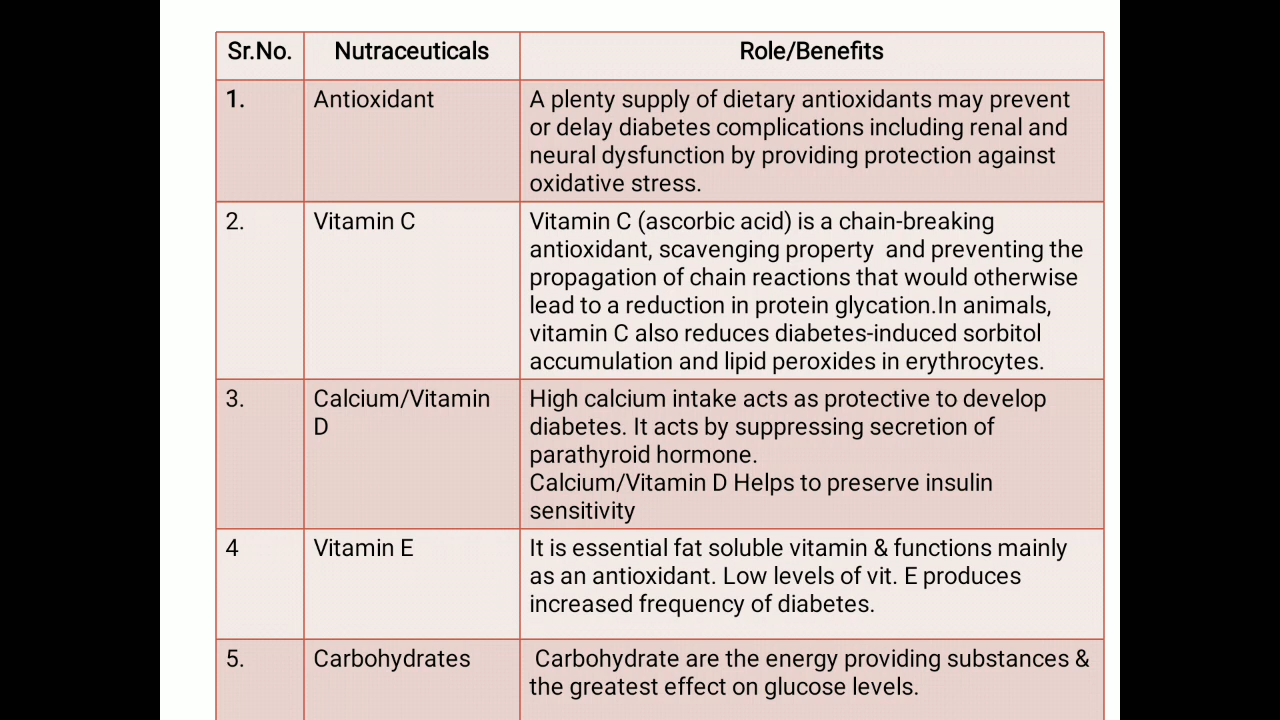 Sr.No. Nutraceuticals Role/Benefits
1. Antioxidant A plenty supply of dietary antioxidants may prevent
or delay diabetes complications including renal and
neural dysfunction by providing protection against
oxidative stress.
2. Vitamin C Vitamin C (ascorbic acid) is a chain-breaking
antioxidant, scavenging property  and preventing the
propagation of chain reactions that would otherwise
lead to a reduction in protein glycation.In animals,
vitamin C also reduces diabetes-induced sorbitol
accumulation and lipid peroxides in erythrocytes.
3. Calcium/Vitamin High calcium intake acts as protective to develop
D diabetes. It acts by suppressing secretion of
parathyroid hormone.
Calcium/Vitamin D Helps to preserve insulin
sensitivity
4 Vitamin E It is essential fat soluble vitamin & functions mainly
as an antioxidant. Low levels of vit. E produces
increased frequency of diabetes.
5. Carbohydrates Carbohydrate are the energy providing substances &
the greatest effect on glucose levels.